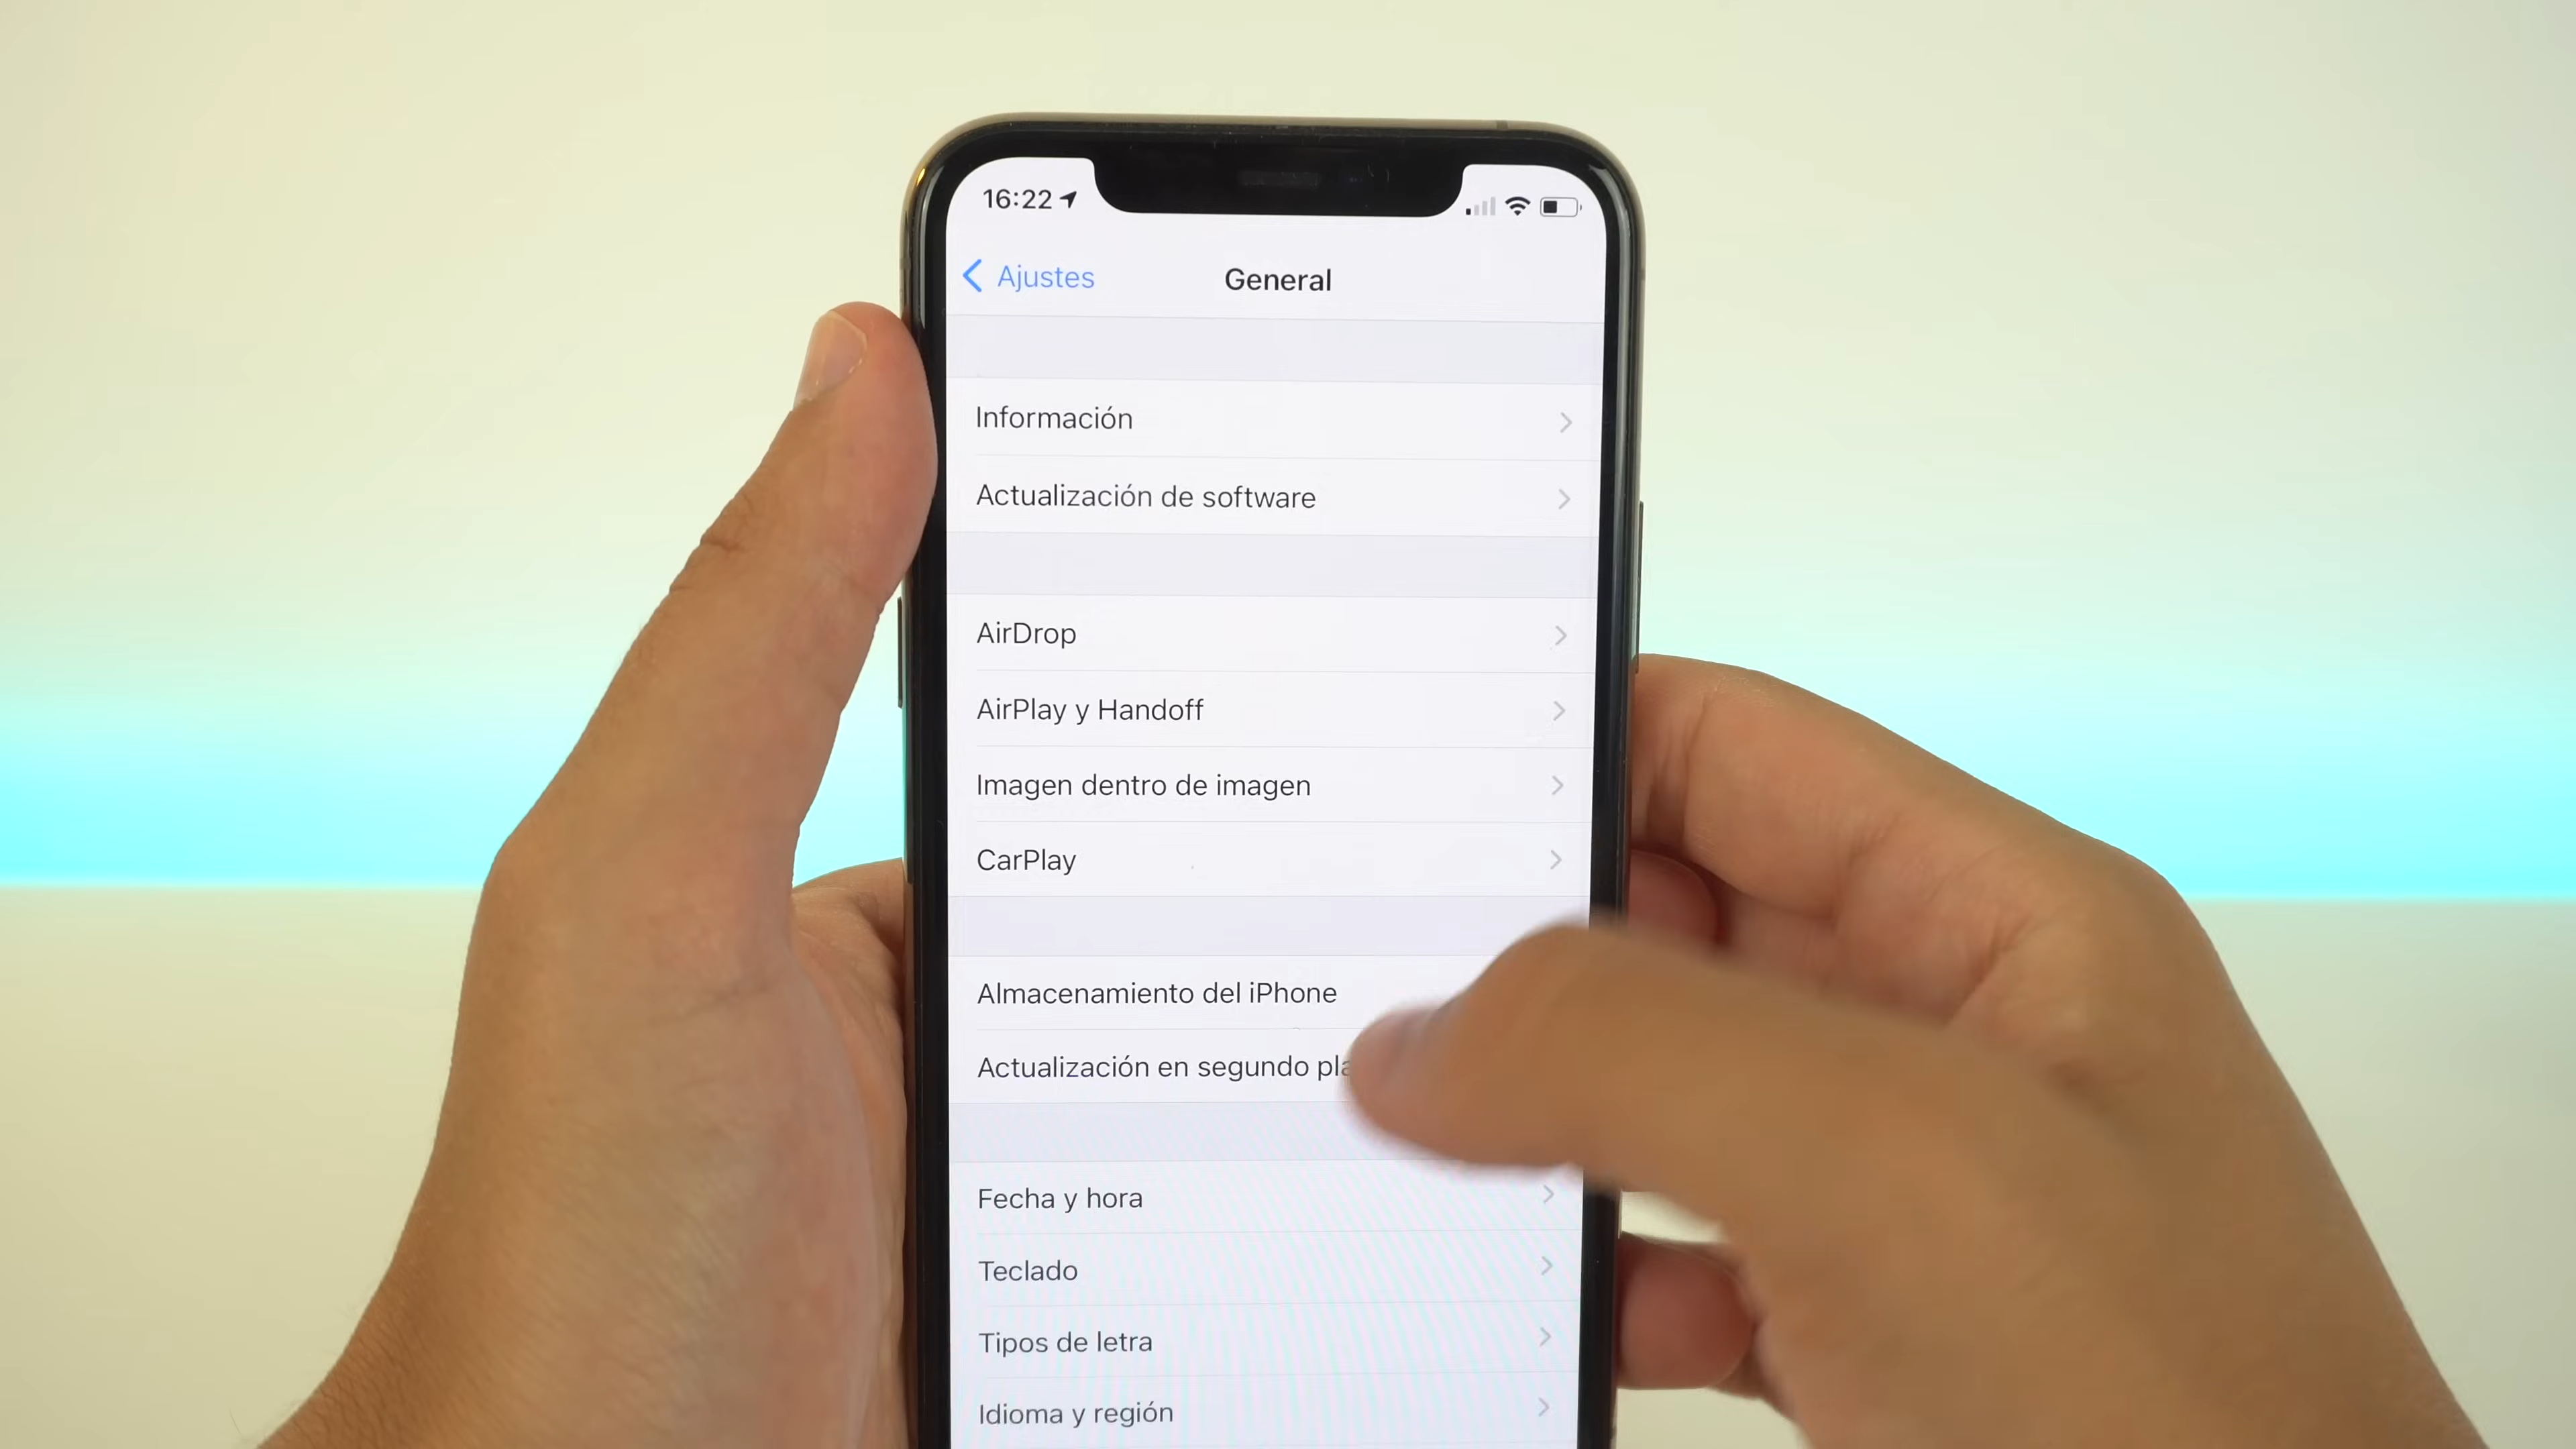 16:22
Ajustes
General
Información
Actualización de software
AirDrop
AirPlay y Handoff
Imagen dentro de imagen
CarPlay
Almacenamiento del iPhone
Actualización en segundo
Fecha y hora
Teclado
Tipos de letra
Idioma y región